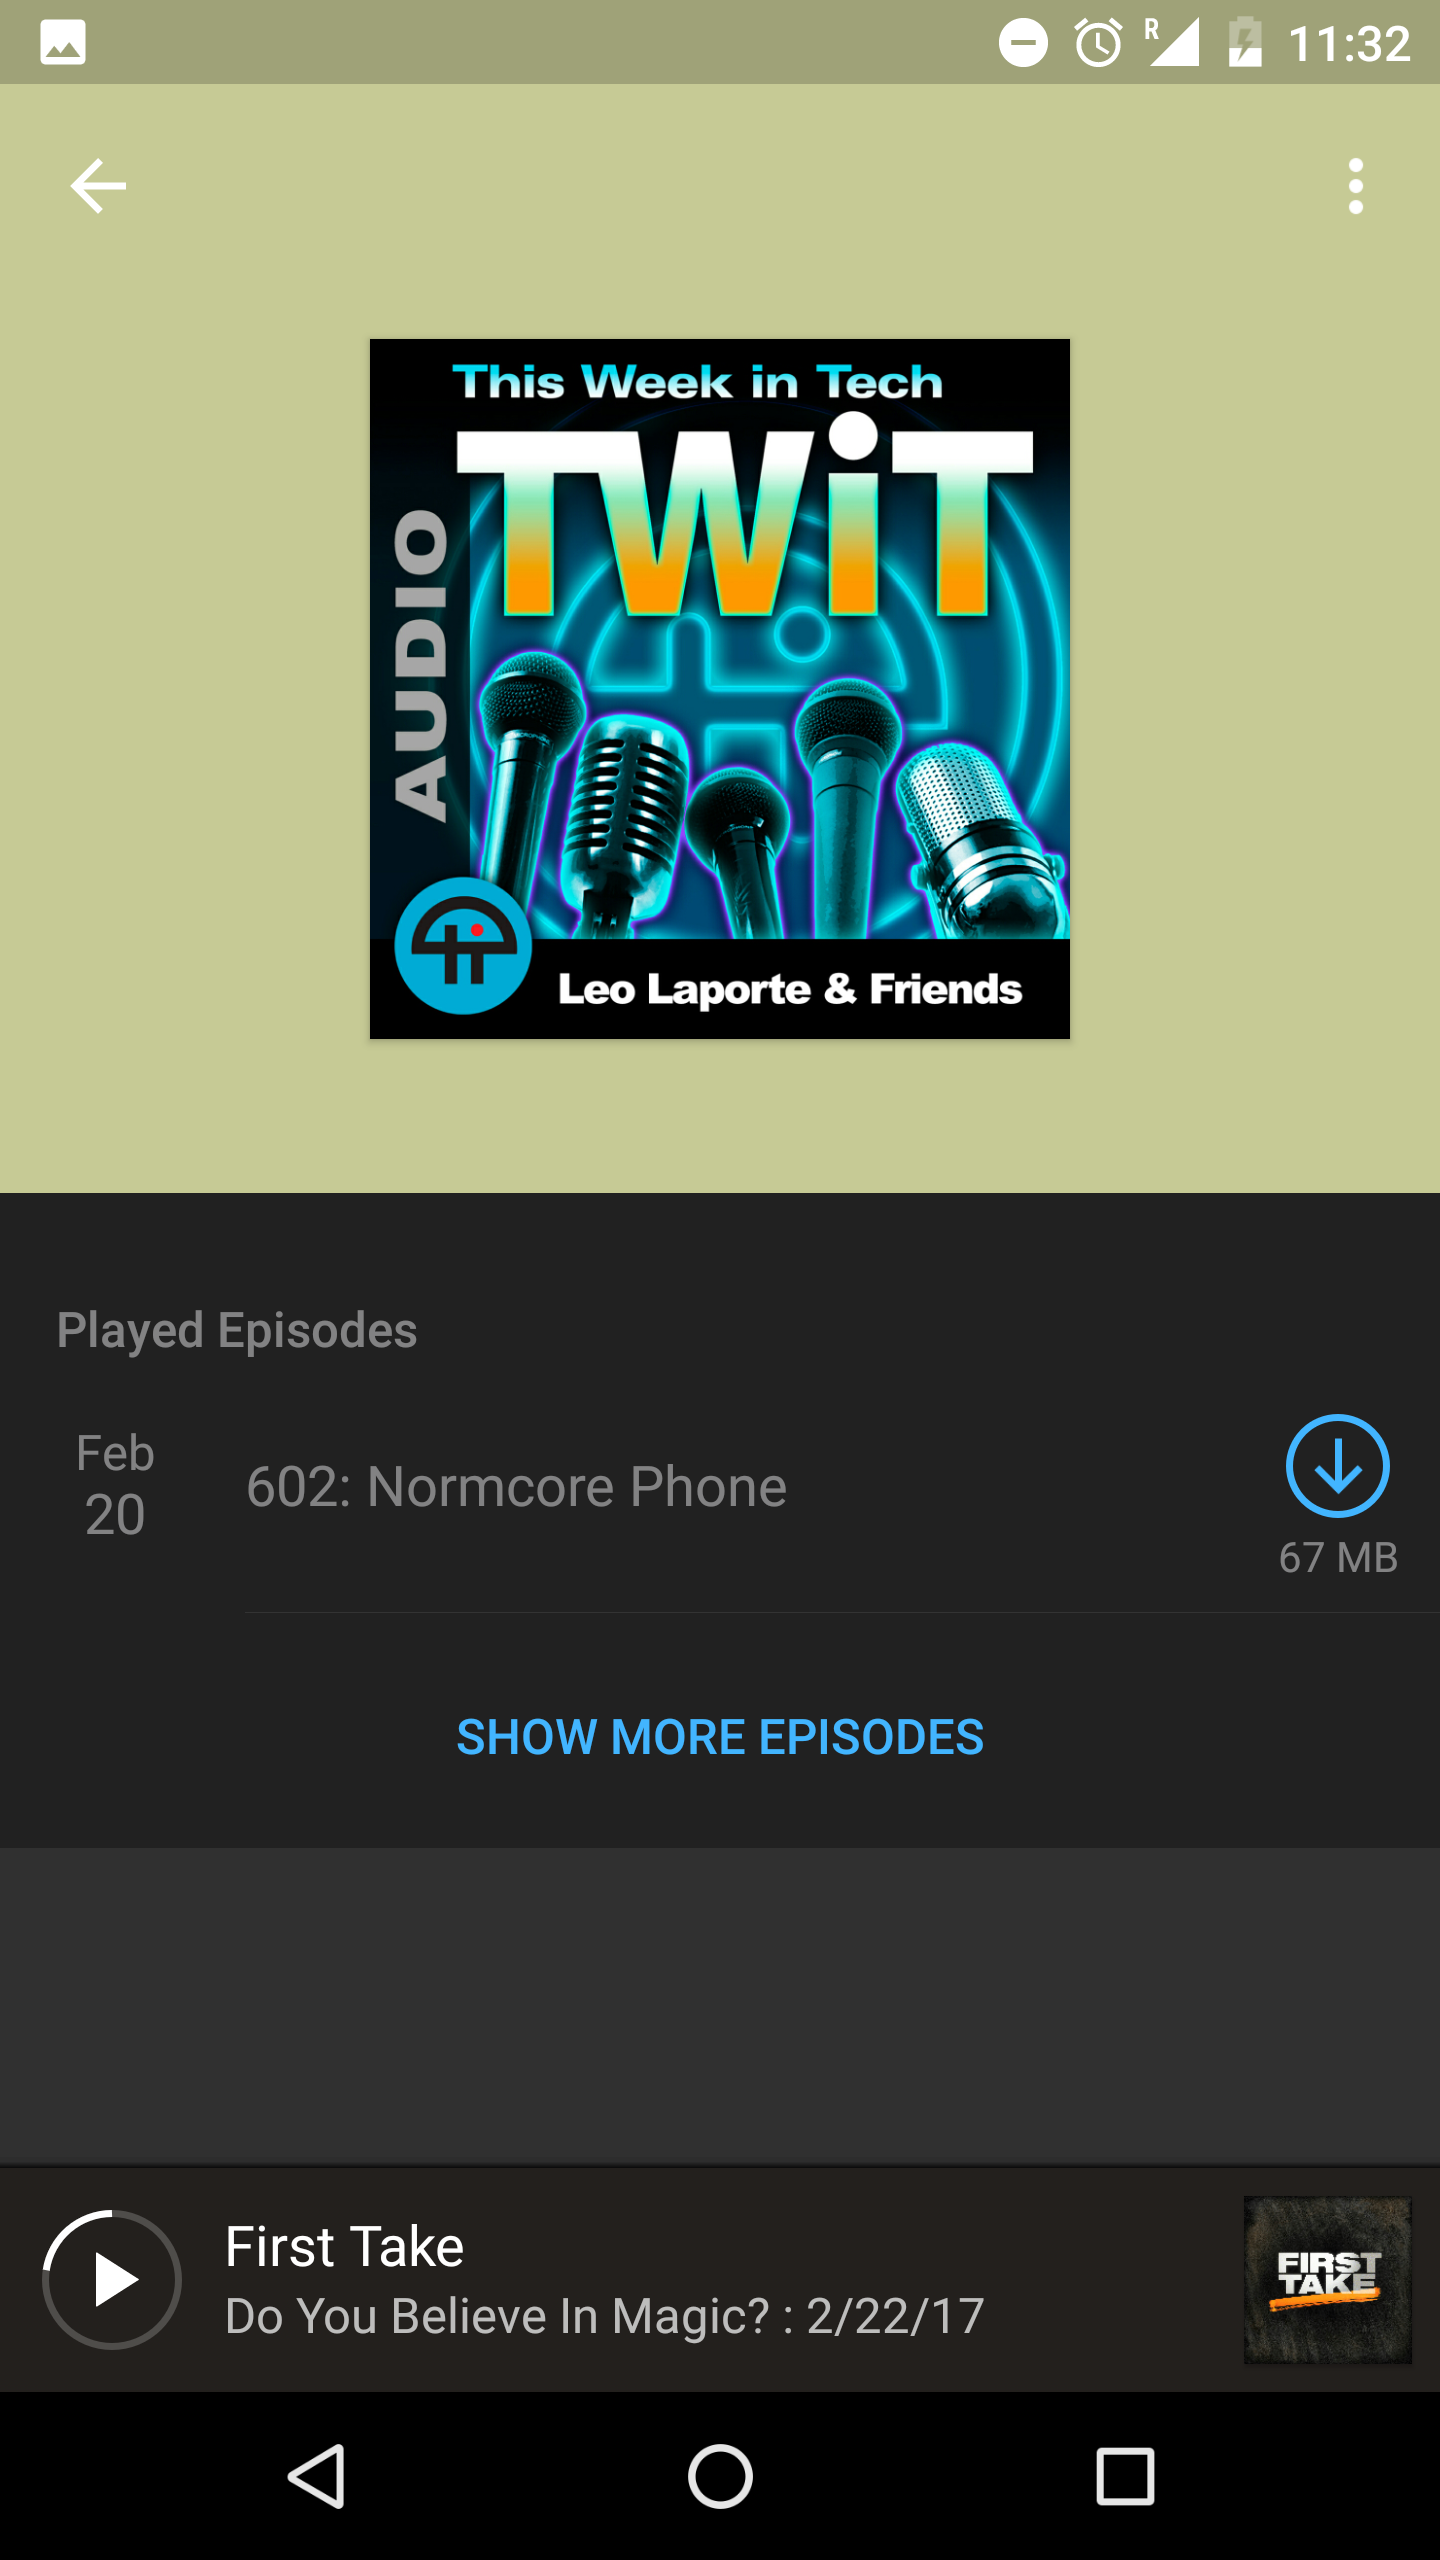 R
11:32
This Week in Tech
TWiT
AUDIO
Leo Laporte & Friends
Played Episodes
Feb
20
602: Normcore Phone
67 MB
SHOW MORE EPISODES
First Take
Do You Believe In Magic? : 2/22/17
FIRST
TAKE